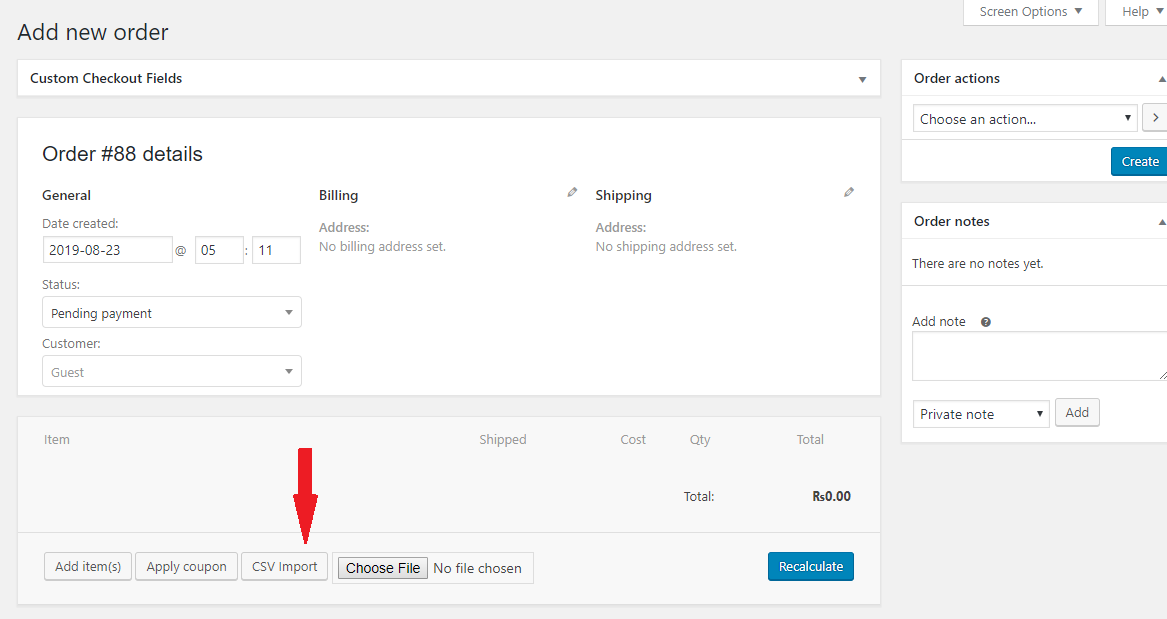 Screen Options
Help
Add new order
Custom Checkout Fields
Order #88 details
General
Date created:
2019-08-23 @ 05 : 11
Status:
Pending payment
Customer:
Guest
Billing
Address:
No billing address set.
Shipping
Address:
No shipping address set.
Item Shipped Cost Qty Total
Total: Rs0.00
Add item(s) Apply coupon CSV Import Choose File No file chosen Recalculate
Order actions
Choose an action...
Create
Order notes
There are no notes yet.
Add note
Private note Add